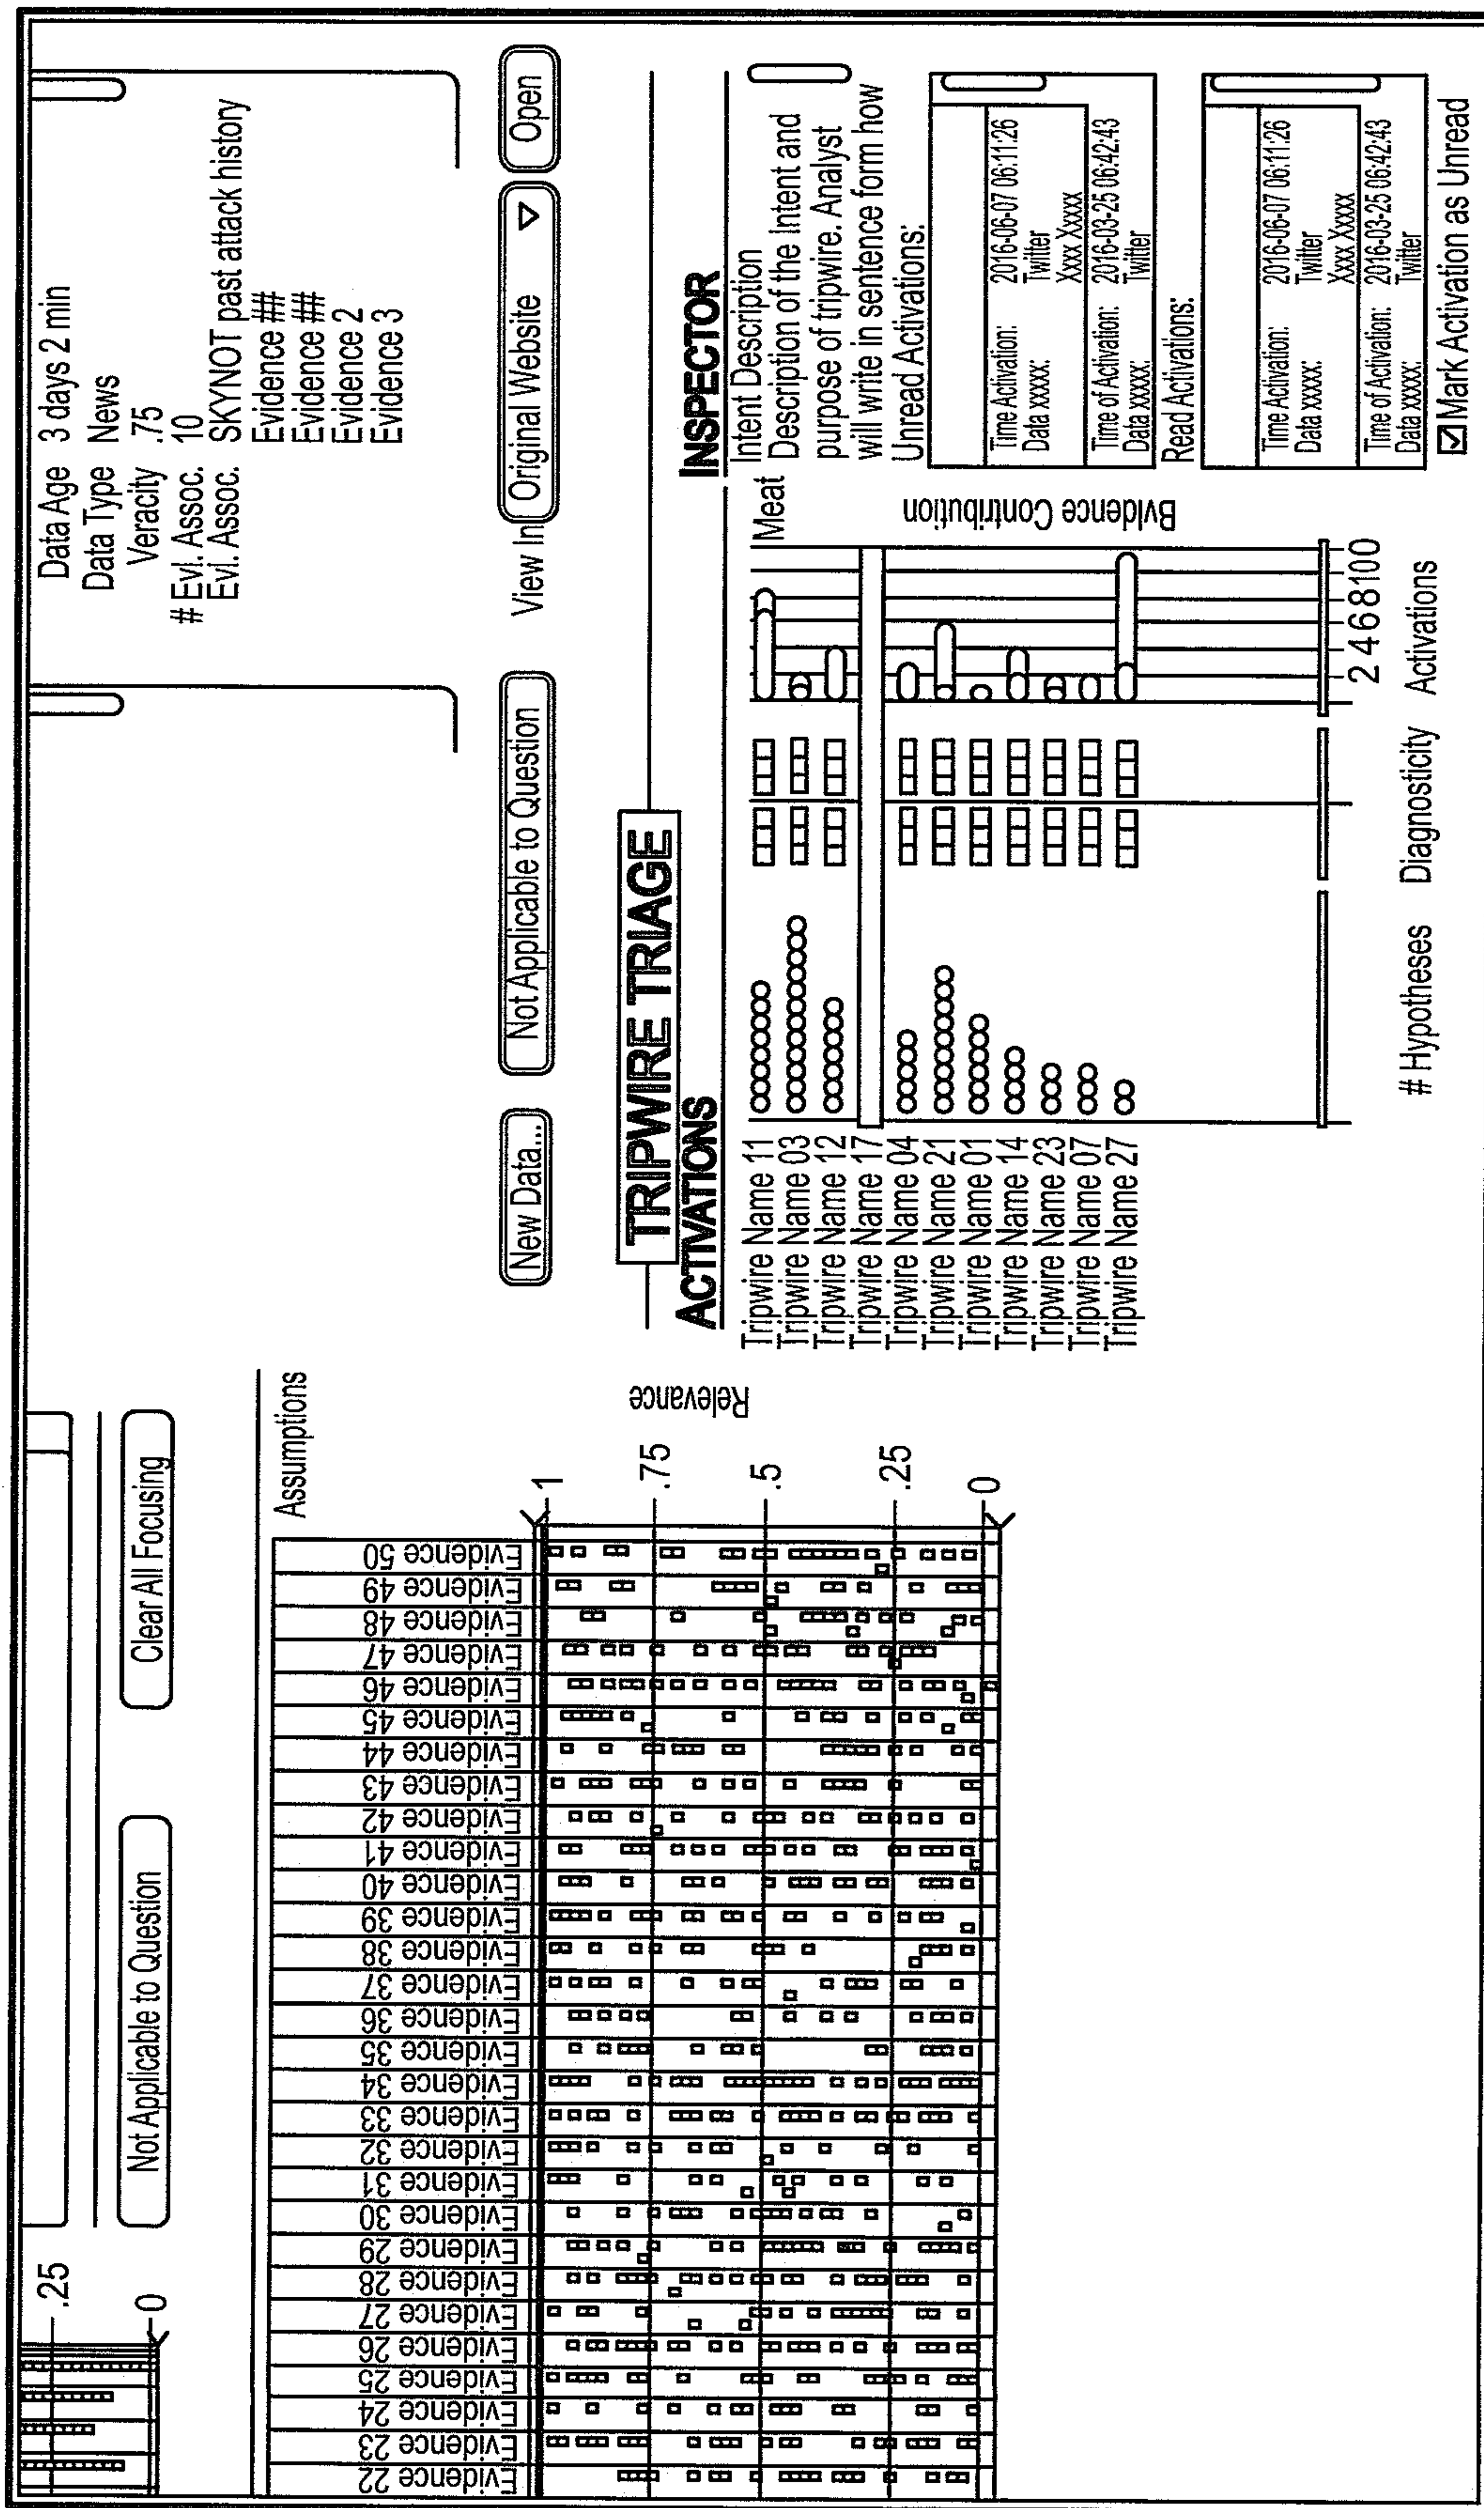 .25
0
Not Applicable to Question
Clear All Focusing
Assumptions
Evidence 22
Evidence 23
Evidence 24
Evidence 25
Evidence 26
Evidence 27
Evidence 28
Evidence 29
Evidence 30
Evidence 31
Evidence 32
Evidence 33
Evidence 34
Evidence 35
Evidence 36
Evidence 37
Evidence 38
Evidence 39
Evidence 40
Evidence 41
Evidence 42
Evidence 43
Evidence 44
Evidence 45
Evidence 46
Evidence 47
Evidence 48
Evidence 49
Evidence 50
1
.75
.5
.25
0
Relevance
Data Age 3 days 2 min
Data Type News
Veracity .75
# Evl. Assoc. 10
Evl. Assoc. SKYNOT past attack history
Evidence ##
Evidence ##
Evidence 2
Evidence 3
New Data... Not Applicable to Question View In Original Website Open
TRIPWIRE TRIAGE
ACTIVATIONS
Tripwire Name 11
Tripwire Name 03
Tripwire Name 12
Tripwire Name 17
Tripwire Name 04
Tripwire Name 21
Tripwire Name 01
Tripwire Name 14
Tripwire Name 23
Tripwire Name 07
Tripwire Name 27
Meat
Evidence Contribution
2 4 6 8 100
# Hypotheses Diagnosticity Activations
INSPECTOR
Intent Description
Description of the Intent and
purpose of tripwire. Analyst
will write in sentence form how
Unread Activations:
Time Activation: 2016-06-07 06:11:26
Data xxxxx: Twitter
Xxxx Xxxxx
Time of Activation: 2016-03-25 06:42:43
Data xxxxx: Twitter
Read Activations:
Time Activation: 2016-06-07 06:11:26
Data xxxxx: Twitter
Xxxx Xxxxx
Time of Activation: 2016-03-25 06:42:43
Data xxxxx: Twitter
Mark Activation as Unread